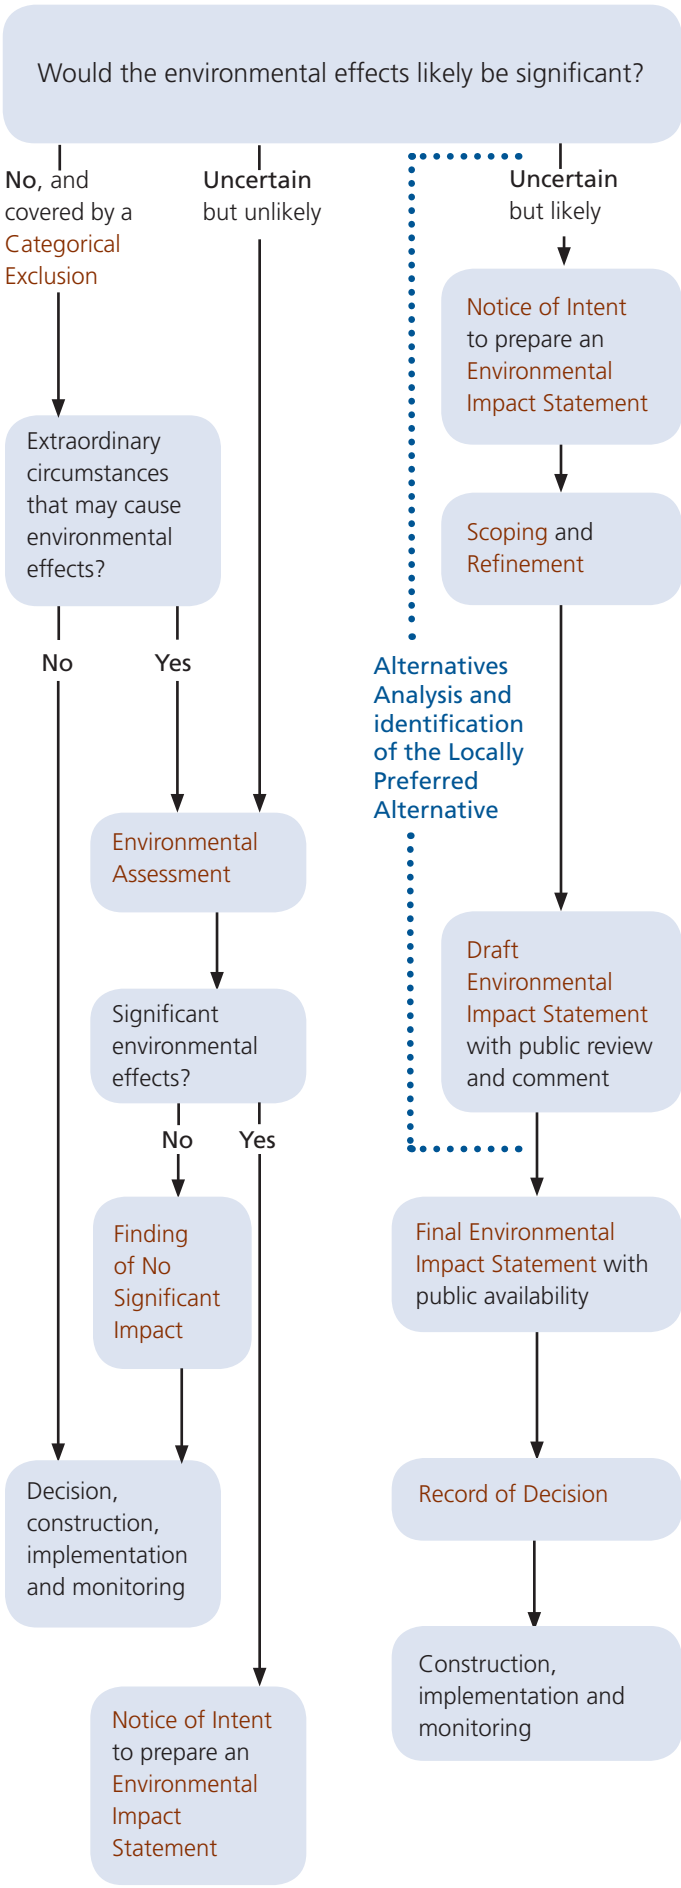 Would the environmental effects likely be significant?
No, and
covered by a
Categorical
Exclusion
Uncertain
but unlikely
Uncertain
but likely
Notice of Intent
to prepare an
Environmental
Impact Statement
Extraordinary
circumstances
that may cause
environmental
effects?
Scoping and
Refinement
No
Yes
Alternatives
Analysis and
identification
of the Locally
Preferred
Alternative
Environmental
Assessment
Draft
Environmental
Impact Statement
with public review
and comment
Significant
environmental
effects?
No
Yes
Finding
of No
Significant
Impact
Final Environmental
Impact Statement with
public availability
Decision,
construction,
implementation
and monitoring
Record of Decision
Construction,
implementation and
monitoring
Notice of Intent
to prepare an
Environmental
Impact
Statement